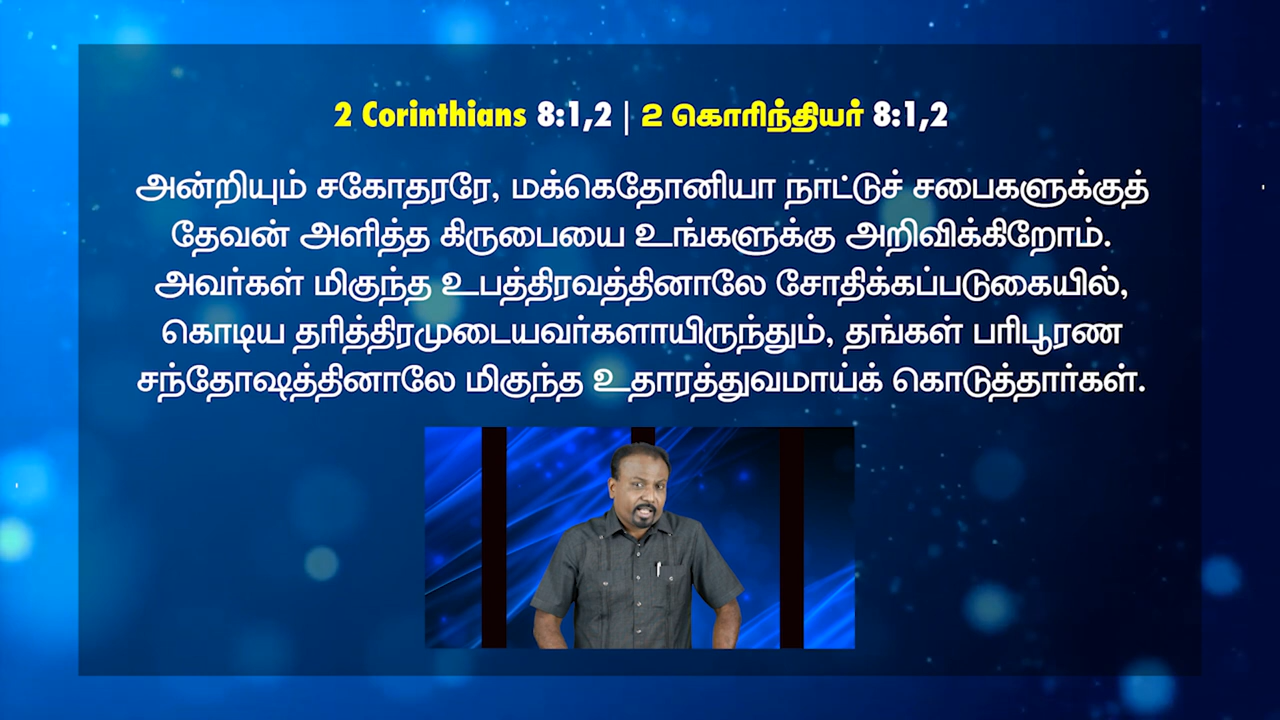 2 Corinthians 8:1,2 | 2 கொரிந்தியர் 8:1,2
அன்றியும் சகோதரரே, மக்கெதோனியா நாட்டுச் சபைகளுக்குத்
தேவன் அளித்த கிருபையை உங்களுக்கு அறிவிக்கிறோம்.
அவர்கள் மிகுந்த உபத்திரவத்தினாலே சோதிக்கப்படுகையில்,
கொடிய தரித்திரமுடையவர்களாயிருந்தும், தங்கள் பரிபூரண
சந்தோஷத்தினாலே மிகுந்த உதாரத்துவமாய்க் கொடுத்தார்கள்.